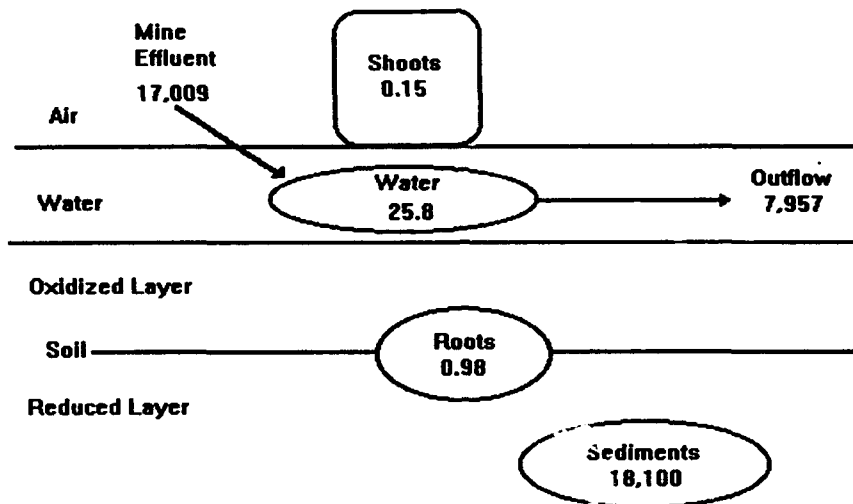 Mine
Effluent
17,009
Shoots
0.15
Air
Water
Water
25.8
Outflow
7,957
Oxidized Layer
Soil
Roots
0.98
Reduced Layer
Sediments
18,100